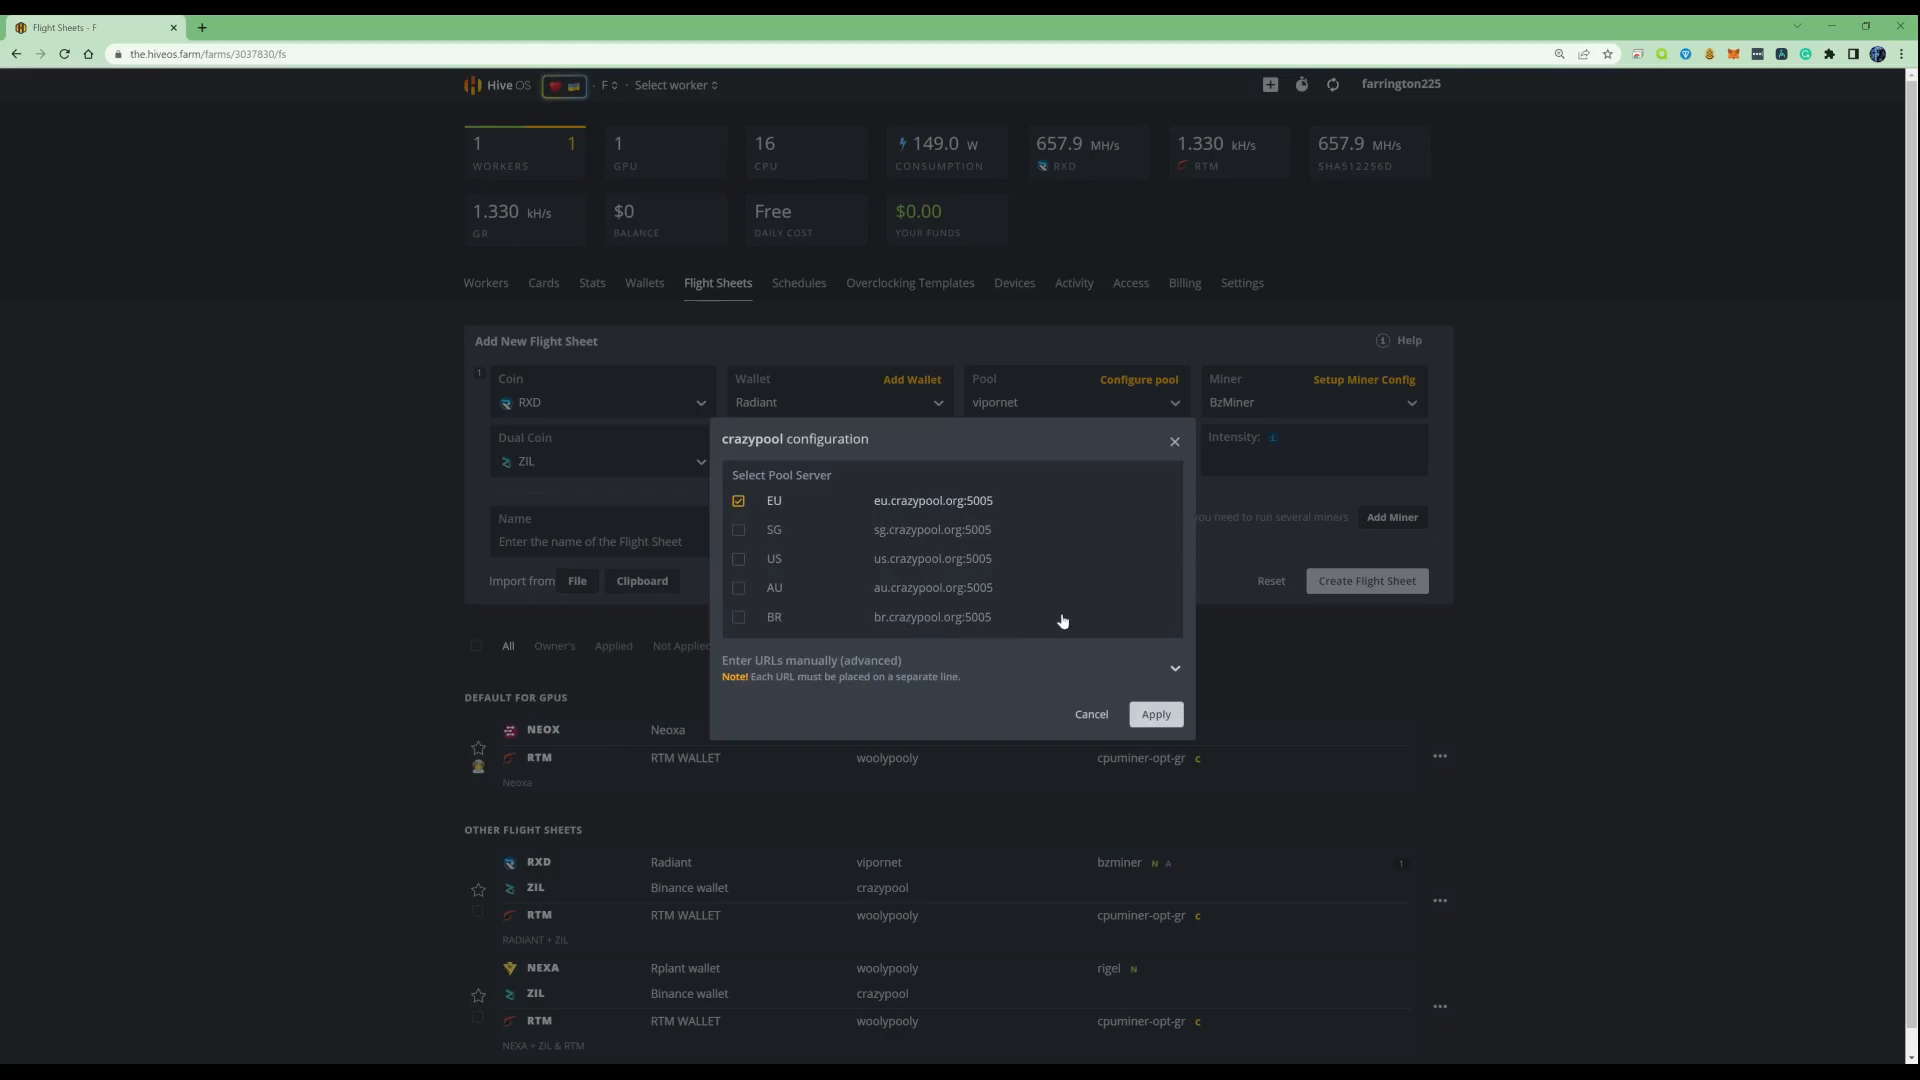 Flight Sheets - F
the.hiveos.farm/farms/3037830/fs
Hive OS · F · Select worker farrington225
1 1 1 16 149.0 W 657.9 MH/s 1.330 kH/s 657.9 MH/s
WORKERS GPU CPU CONSUMPTION RXD RTM SHA512256D
1.330 kH/s $0 Free $0.00
GR BALANCE DAILY COST YOUR FUNDS
Workers Cards Stats Wallets Flight Sheets Schedules Overclocking Templates Devices Activity Access Billing Settings
Add New Flight Sheet Help
1 Coin Wallet Add Wallet Pool Configure pool Miner Setup Miner Config
RXD Radiant vipornet BzMiner
Dual Coin Intensity:
ZIL
crazypool configuration
Select Pool Server
EU eu.crazypool.org:5005
SG sg.crazypool.org:5005
US us.crazypool.org:5005
AU au.crazypool.org:5005
BR br.crazypool.org:5005
Enter URLs manually (advanced)
Note! Each URL must be placed on a separate line.
Cancel Apply
Name you need to run several miners Add Miner
Enter the name of the Flight Sheet
Import from File Clipboard Reset Create Flight Sheet
All Owner's Applied Not Applied
DEFAULT FOR GPUS
NEOX Neoxa
RTM RTM WALLET woolypooly cpuminer-opt-gr C
Neoxa
OTHER FLIGHT SHEETS
RXD Radiant vipornet bzminer N A 1
ZIL Binance wallet crazypool
RTM RTM WALLET woolypooly cpuminer-opt-gr C
RADIANT + ZIL
NEXA Rplant wallet woolypooly rigel N
ZIL Binance wallet crazypool
RTM RTM WALLET woolypooly cpuminer-opt-gr C
NEXA + ZIL & RTM